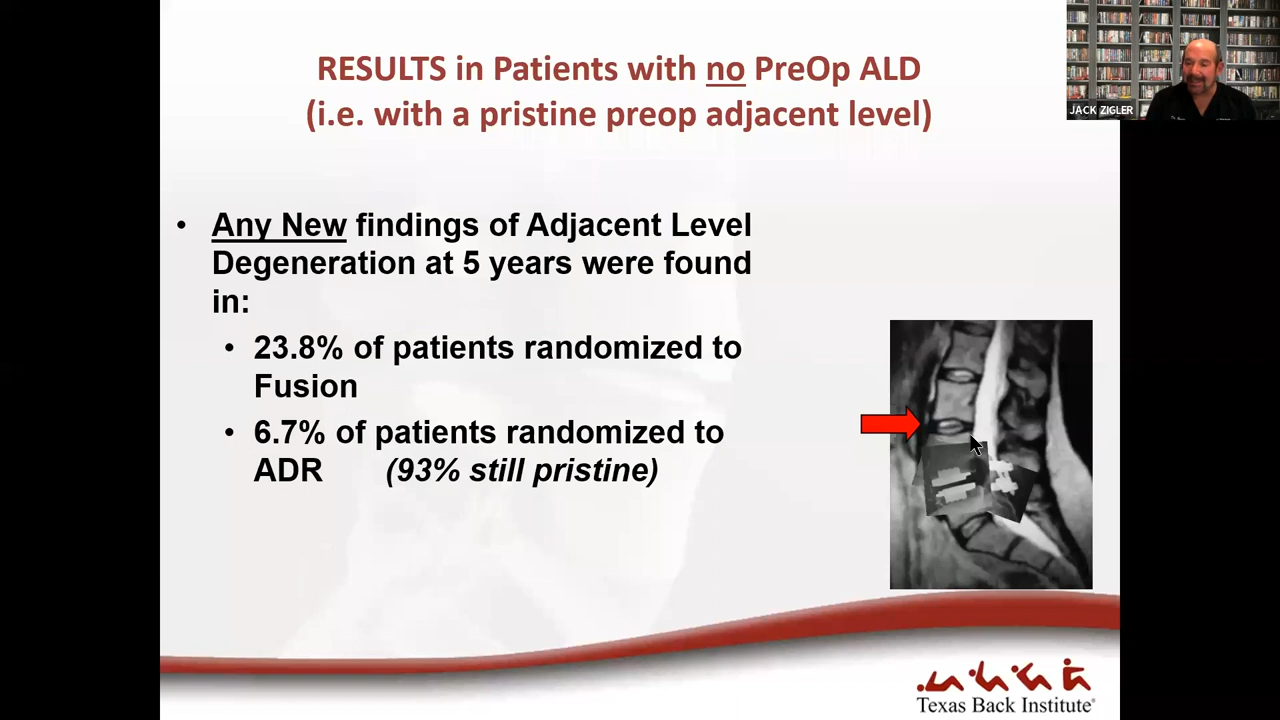 RESULTS in Patients with no PreOp ALD
(i.e. with a pristine preop adjacent level)
JACK ZIGLER
• Any New findings of Adjacent Level
Degeneration at 5 years were found
in:
• 23.8% of patients randomized to
Fusion
• 6.7% of patients randomized to
ADR (93% still pristine)
Texas Back Institute®